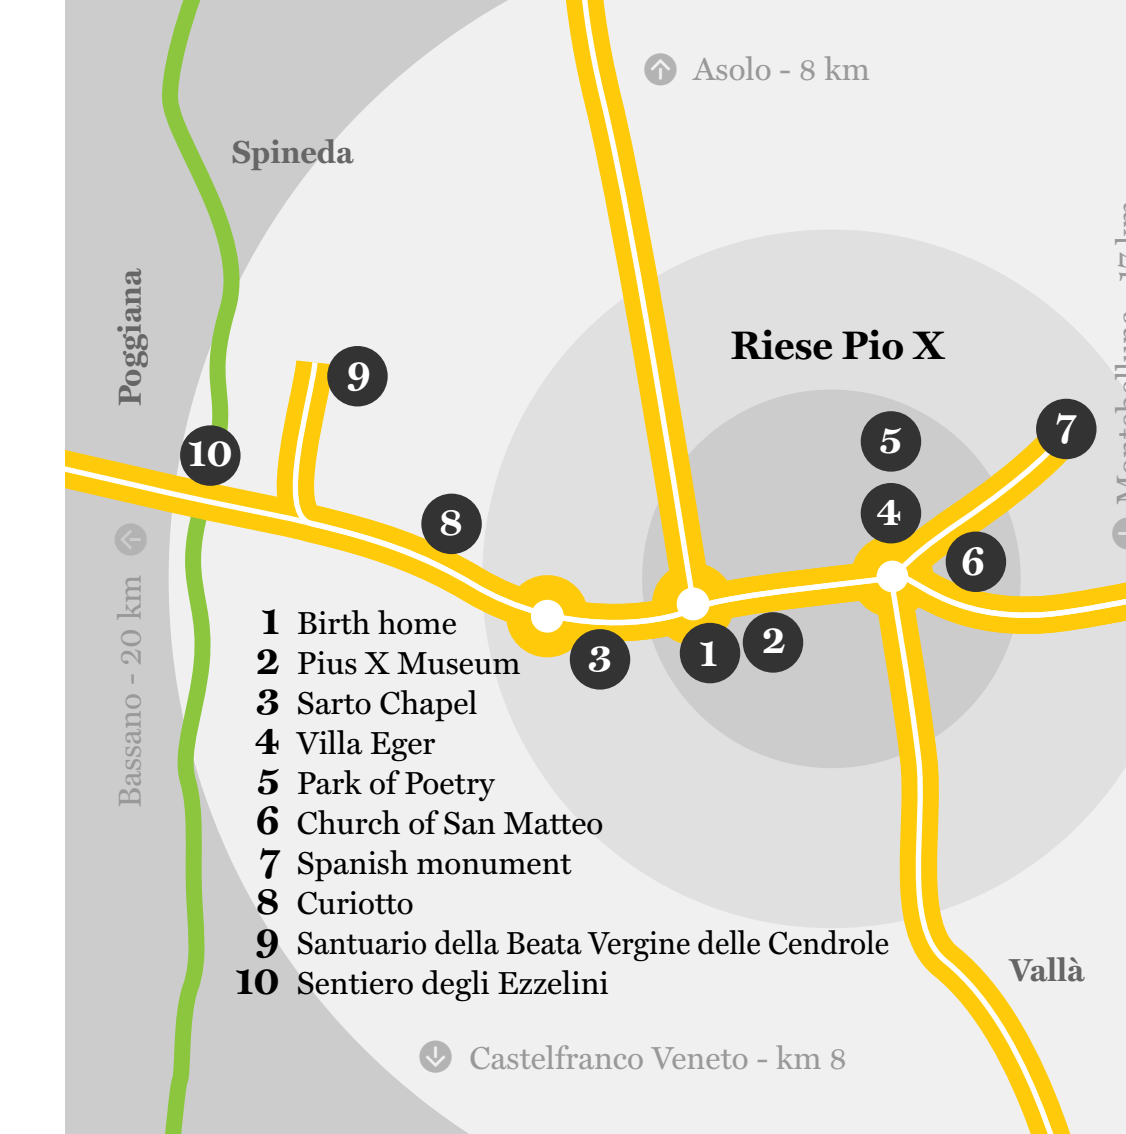 Asolo - 8 km
Spineda
Poggiana
Riese Pio X
9
5
7
10
8
4
6
Bassano - 20 km
3
1
2
1 Birth home
2 Pius X Museum
3 Sarto Chapel
4 Villa Eger
5 Park of Poetry
6 Church of San Matteo
7 Spanish monument
8 Curiotto
9 Santuario della Beata Vergine delle Cendrole
10 Sentiero degli Ezzelini
Vallà
Castelfranco Veneto - km 8